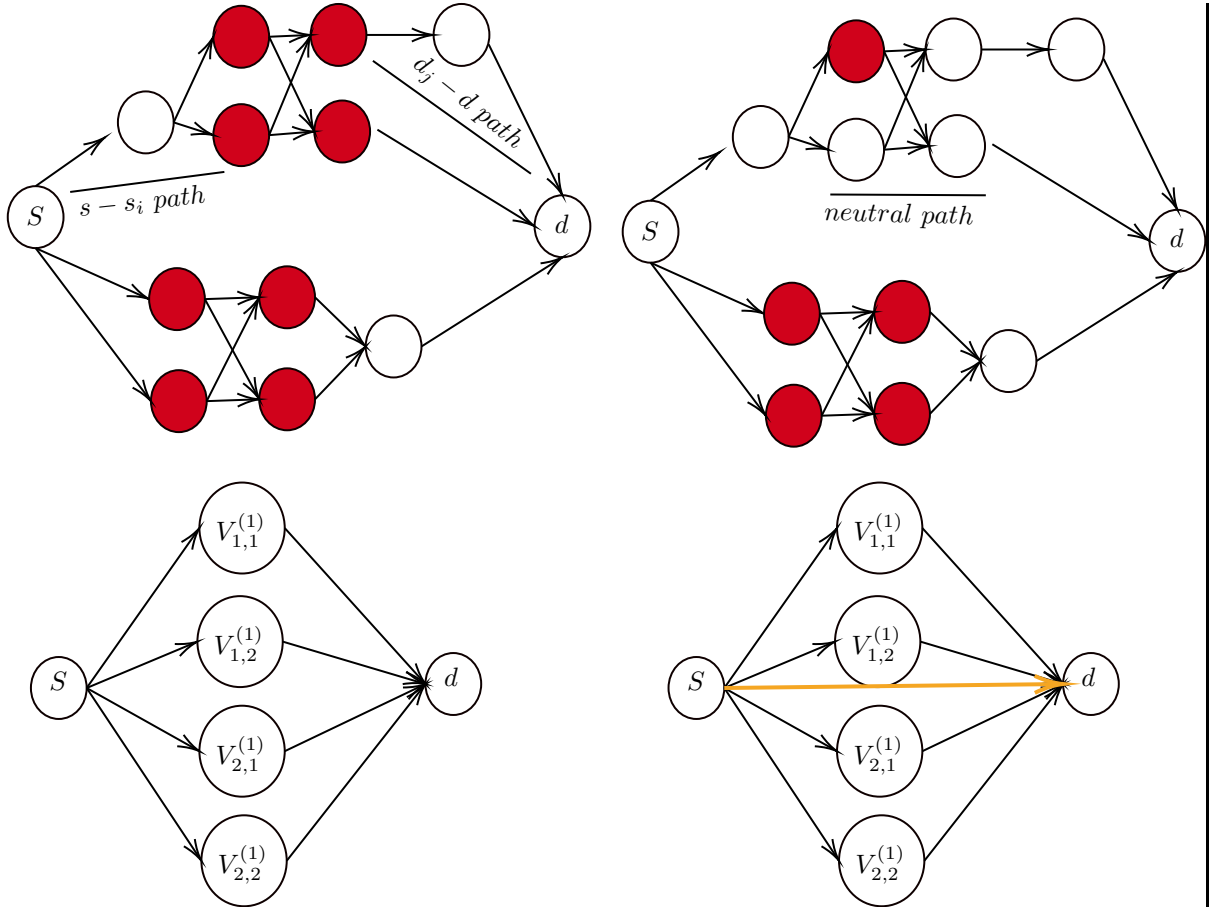 d_j − d path
s − s_i path
S
d
neutral path
S
d
V_{1,1}^{(1)}
V_{1,2}^{(1)}
S
d
V_{2,1}^{(1)}
V_{2,2}^{(1)}
V_{1,1}^{(1)}
V_{1,2}^{(1)}
S
d
V_{2,1}^{(1)}
V_{2,2}^{(1)}